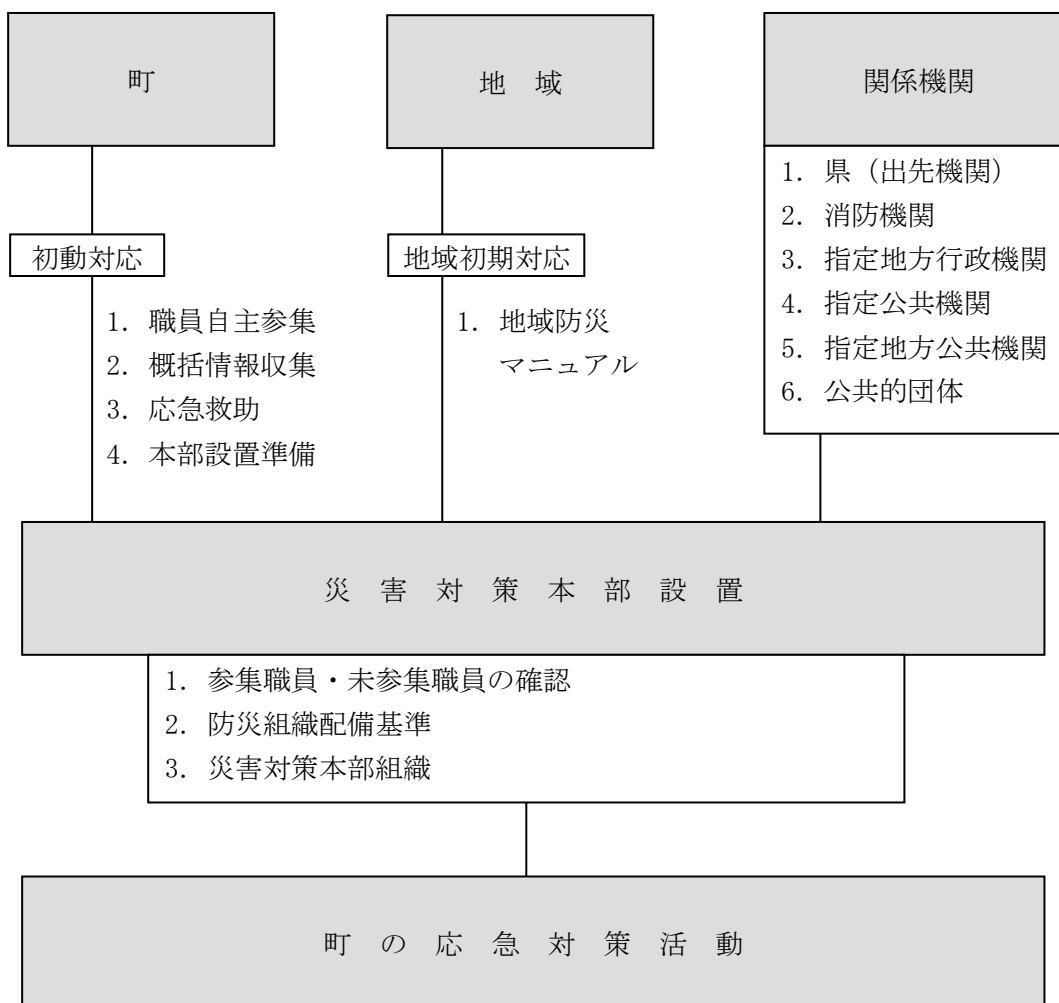 町
地 域
関係機関
初動対応
1. 職員自主参集
2. 概括情報収集
3. 応急救助
4. 本部設置準備
地域初期対応
1. 地域防災
マニュアル
1. 県（出先機関）
2. 消防機関
3. 指定地方行政機関
4. 指定公共機関
5. 指定地方公共機関
6. 公共的団体
災 害 対 策 本 部 設 置
1. 参集職員・未参集職員の確認
2. 防災組織配備基準
3. 災害対策本部組織
町 の 応 急 対 策 活 動